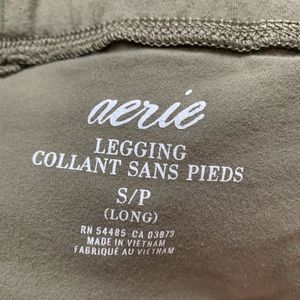 aerie
LEGGING
COLLANT SANS PIEDS
S/P
(LONG)
RN 54485 CA 03873
MADE IN VIETNAM
FABRIQUÉ AU VIETNAM